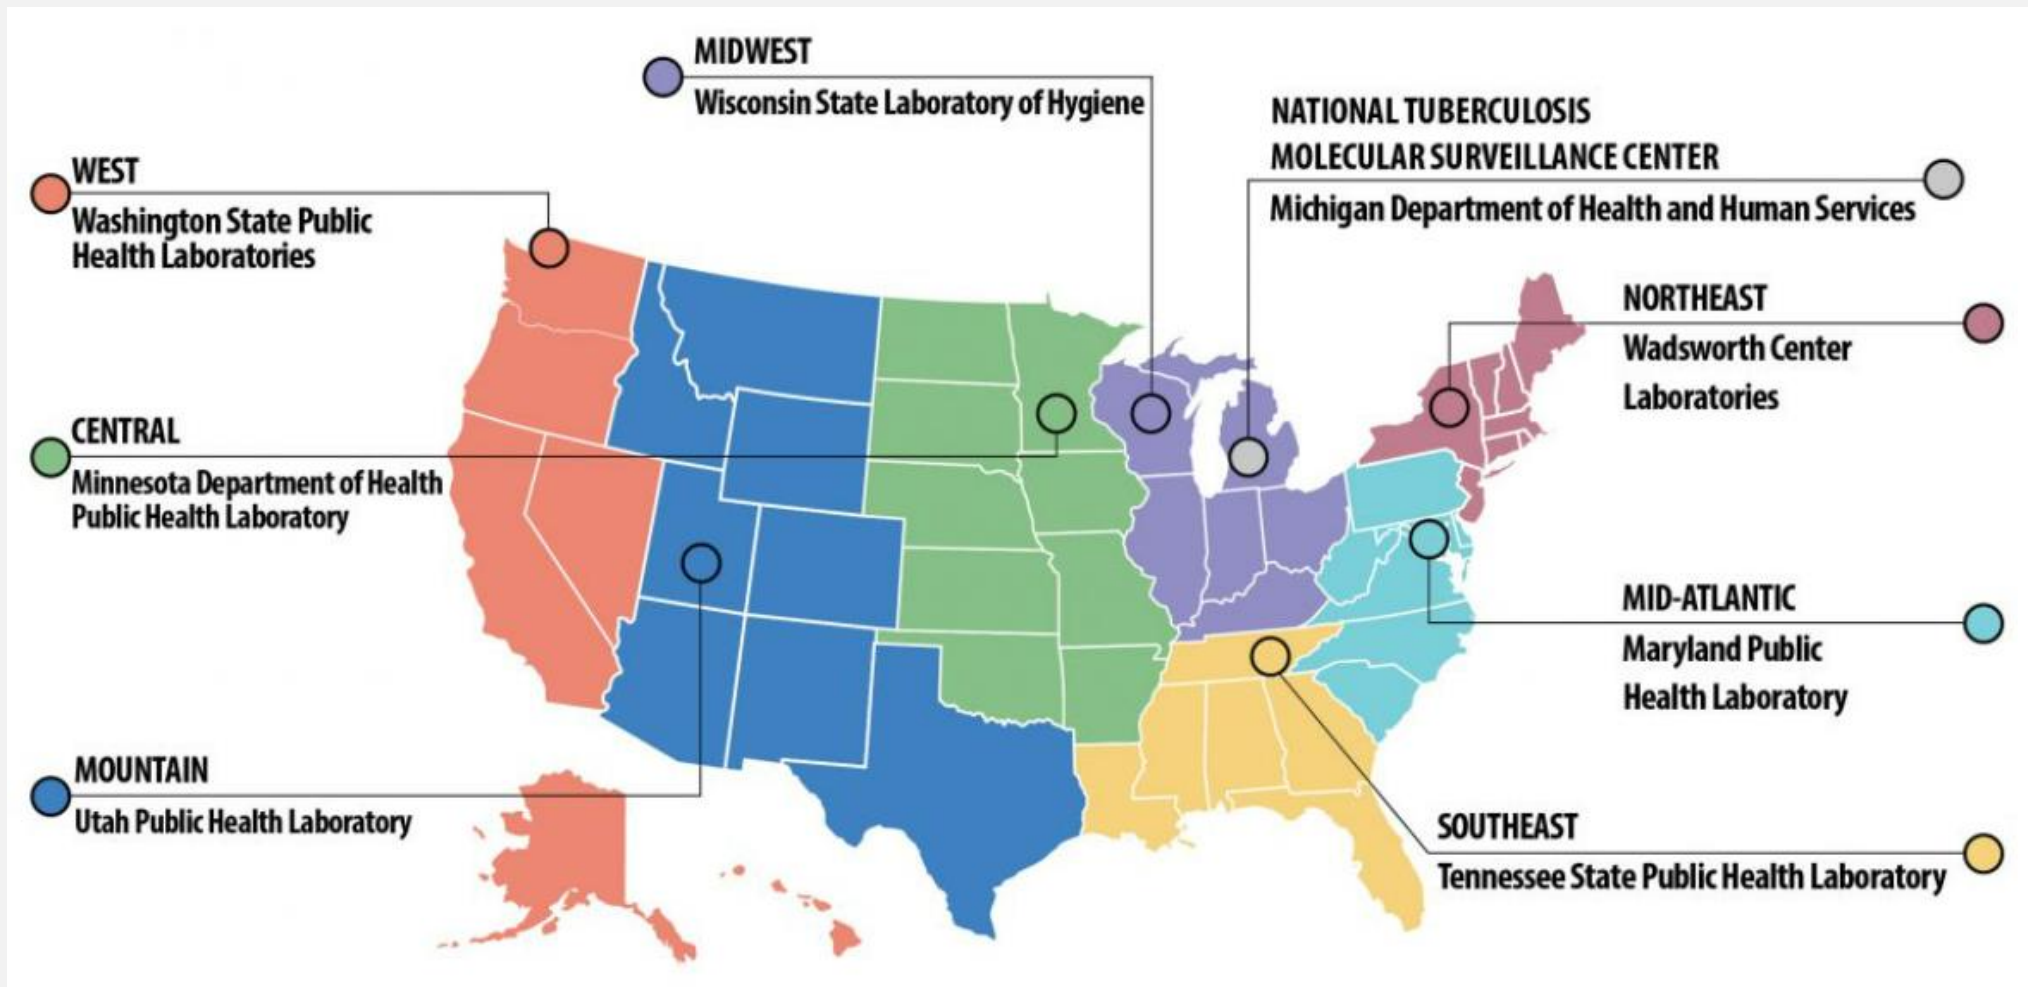 MIDWEST
Wisconsin State Laboratory of Hygiene
NATIONAL TUBERCULOSIS
MOLECULAR SURVEILLANCE CENTER
Michigan Department of Health and Human Services
WEST
Washington State Public
Health Laboratories
NORTHEAST
Wadsworth Center
Laboratories
CENTRAL
Minnesota Department of Health
Public Health Laboratory
MID-ATLANTIC
Maryland Public
Health Laboratory
MOUNTAIN
Utah Public Health Laboratory
SOUTHEAST
Tennessee State Public Health Laboratory